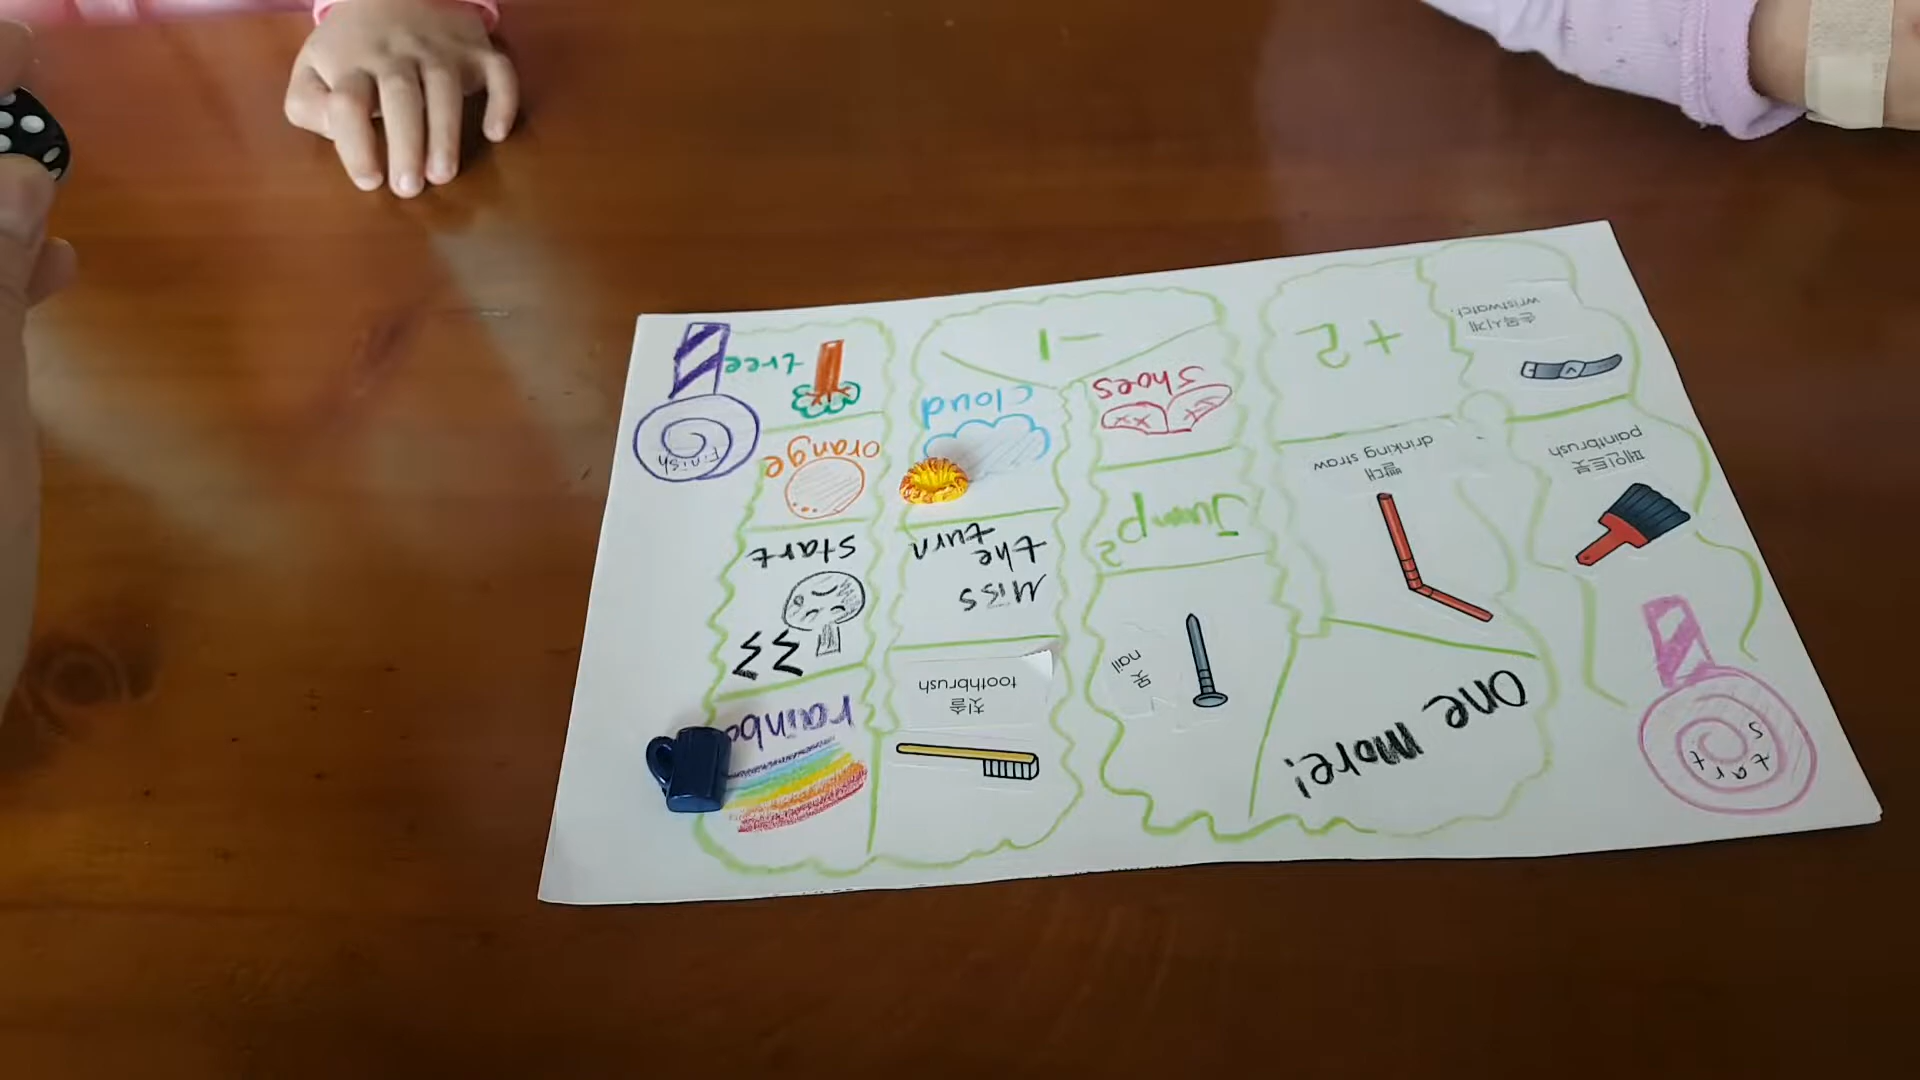 start
페인트붓
paintbrush
손목시계
wristwatch
+2
빨대
drinking straw
One more!
못
nail
Jump²
shoes
-1
cloud
Miss
the
turn
칫솔
toothbrush
start
orange
tree
Finish